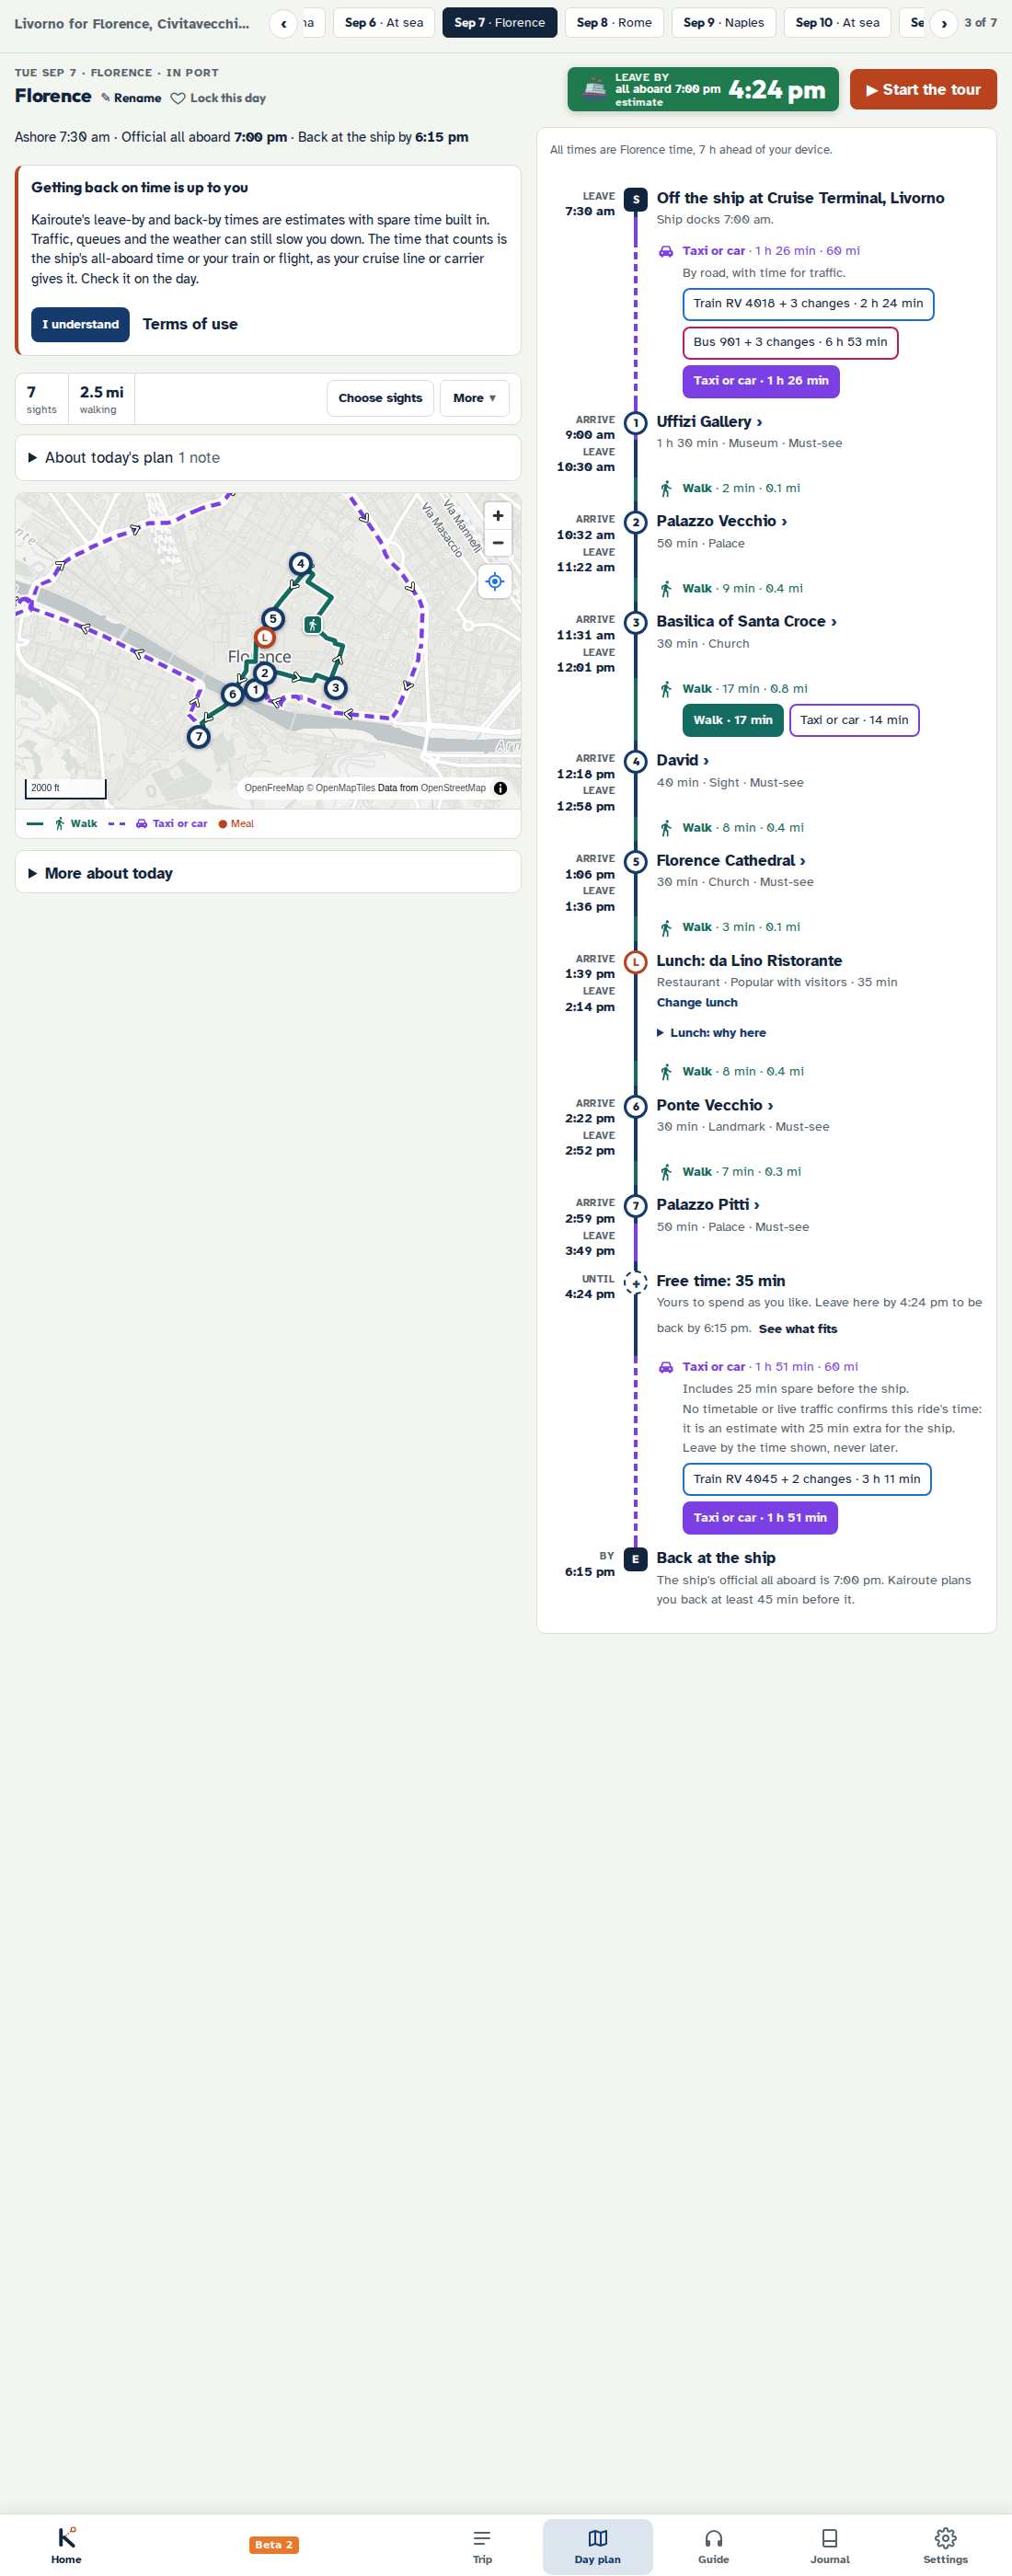 Livorno for Florence, Civitavecchi...
‹
na
Sep 6 · At sea
Sep 7 · Florence
Sep 8 · Rome
Sep 9 · Naples
Sep 10 · At sea
Se
›
3 of 7
TUE SEP 7 · FLORENCE · IN PORT
Florence ✎ Rename Lock this day
LEAVE BY
all aboard 7:00 pm
estimate
4:24 pm
▶ Start the tour
Ashore 7:30 am · Official all aboard 7:00 pm · Back at the ship by 6:15 pm
Getting back on time is up to you
Kairoute's leave-by and back-by times are estimates with spare time built in.
Traffic, queues and the weather can still slow you down. The time that counts is
the ship's all-aboard time or your train or flight, as your cruise line or carrier
gives it. Check it on the day.
I understand
Terms of use
7
sights
2.5 mi
walking
Choose sights
More ▼
▶ About today's plan 1 note
Via Masaccio
Via Mannelli
nte
Florence
Arn
4
5
L
2
1
6
3
7
+
−
2000 ft
OpenFreeMap © OpenMapTiles Data from OpenStreetMap
Walk
Taxi or car
Meal
▶ More about today
All times are Florence time, 7 h ahead of your device.
LEAVE
7:30 am
S
Off the ship at Cruise Terminal, Livorno
Ship docks 7:00 am.
Taxi or car · 1 h 26 min · 60 mi
By road, with time for traffic.
Train RV 4018 + 3 changes · 2 h 24 min
Bus 901 + 3 changes · 6 h 53 min
Taxi or car · 1 h 26 min
ARRIVE
9:00 am
LEAVE
10:30 am
1
Uffizi Gallery ›
1 h 30 min · Museum · Must-see
Walk · 2 min · 0.1 mi
ARRIVE
10:32 am
LEAVE
11:22 am
2
Palazzo Vecchio ›
50 min · Palace
Walk · 9 min · 0.4 mi
ARRIVE
11:31 am
LEAVE
12:01 pm
3
Basilica of Santa Croce ›
30 min · Church
Walk · 17 min · 0.8 mi
Walk · 17 min
Taxi or car · 14 min
ARRIVE
12:18 pm
LEAVE
12:58 pm
4
David ›
40 min · Sight · Must-see
Walk · 8 min · 0.4 mi
ARRIVE
1:06 pm
LEAVE
1:36 pm
5
Florence Cathedral ›
30 min · Church · Must-see
Walk · 3 min · 0.1 mi
ARRIVE
1:39 pm
LEAVE
2:14 pm
L
Lunch: da Lino Ristorante
Restaurant · Popular with visitors · 35 min
Change lunch
▶ Lunch: why here
Walk · 8 min · 0.4 mi
ARRIVE
2:22 pm
LEAVE
2:52 pm
6
Ponte Vecchio ›
30 min · Landmark · Must-see
Walk · 7 min · 0.3 mi
ARRIVE
2:59 pm
LEAVE
3:49 pm
7
Palazzo Pitti ›
50 min · Palace · Must-see
UNTIL
4:24 pm
+
Free time: 35 min
Yours to spend as you like. Leave here by 4:24 pm to be
back by 6:15 pm. See what fits
Taxi or car · 1 h 51 min · 60 mi
Includes 25 min spare before the ship.
No timetable or live traffic confirms this ride's time:
it is an estimate with 25 min extra for the ship.
Leave by the time shown, never later.
Train RV 4045 + 2 changes · 3 h 11 min
Taxi or car · 1 h 51 min
BY
6:15 pm
E
Back at the ship
The ship's official all aboard is 7:00 pm. Kairoute plans
you back at least 45 min before it.
Home
Beta 2
Trip
Day plan
Guide
Journal
Settings